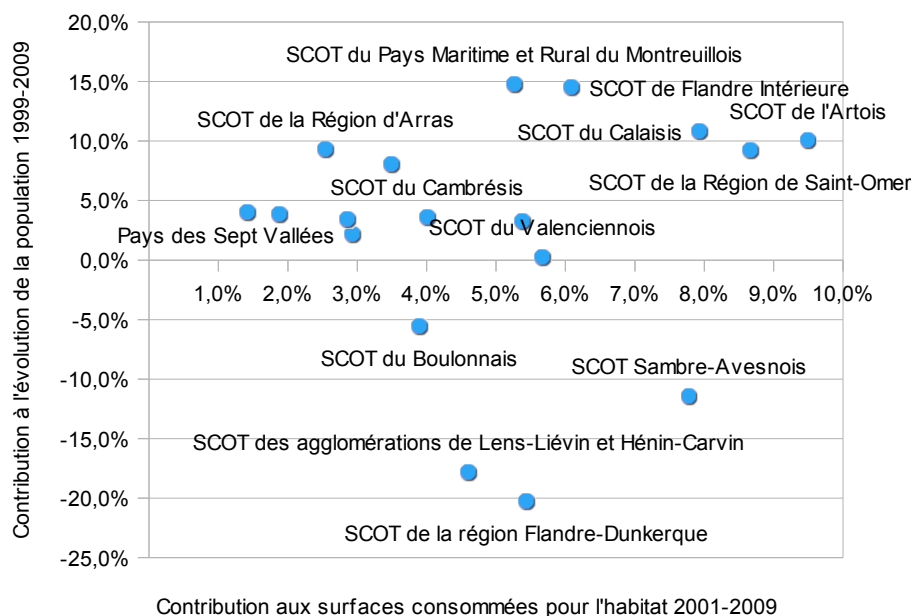 20,0%
SCOT du Pays Maritime et Rural du Montreuillois
15,0%
SCOT de Flandre Intérieure
SCOT de l'Artois
SCOT de la Région d'Arras
SCOT du Calaisis
10,0%
SCOT du Cambrésis
SCOT de la Région de Saint-Omer
5,0%
Pays des Sept Vallées
SCOT du Valenciennois
0,0%
1,0% 2,0% 3,0% 4,0% 5,0% 6,0% 7,0% 8,0% 9,0% 10,0%
-5,0%
SCOT du Boulonnais
SCOT Sambre-Avesnois
-10,0%
-15,0%
SCOT des agglomérations de Lens-Liévin et Hénin-Carvin
-20,0%
SCOT de la région Flandre-Dunkerque
-25,0%
Contribution à l'évolution de la population 1999-2009
Contribution aux surfaces consommées pour l'habitat 2001-2009